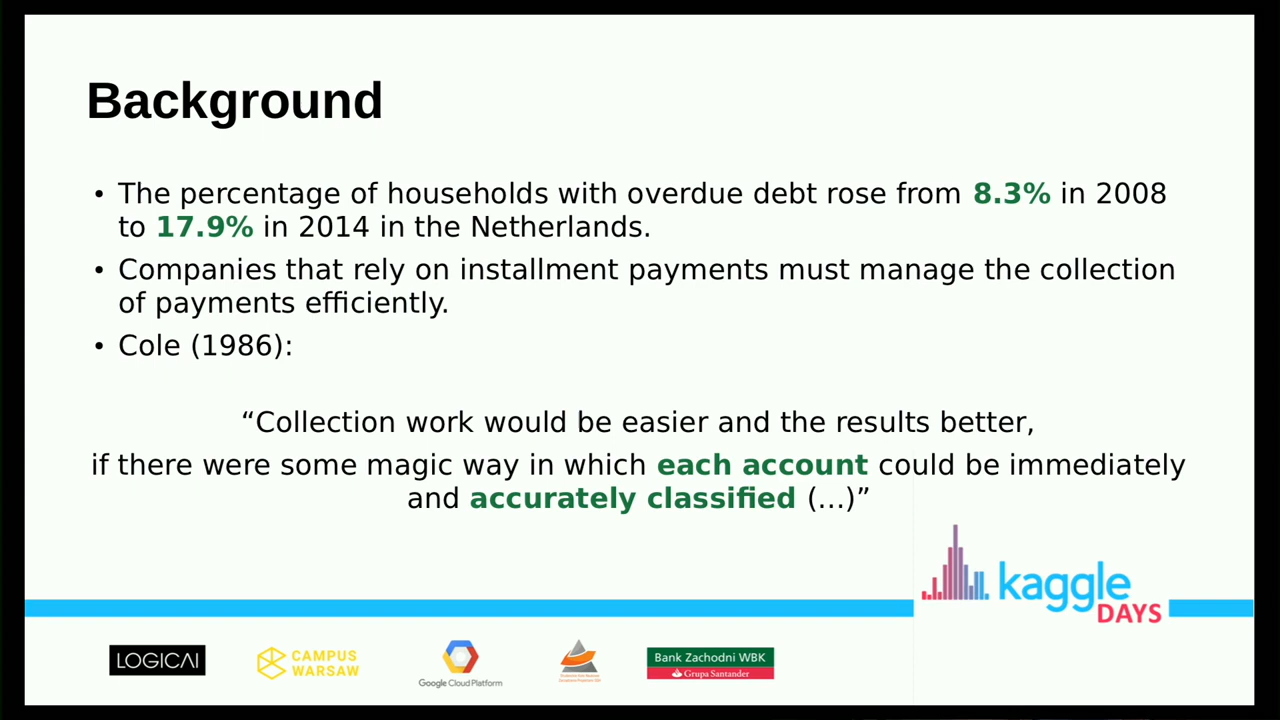 Background
• The percentage of households with overdue debt rose from 8.3% in 2008
to 17.9% in 2014 in the Netherlands.
• Companies that rely on installment payments must manage the collection
of payments efficiently.
• Cole (1986):
“Collection work would be easier and the results better,
if there were some magic way in which each account could be immediately
and accurately classified (…)”
kaggle
DAYS
LOGICAI
CAMPUS
WARSAW
Google Cloud Platform
Bank Zachodni WBK
Grupa Santander